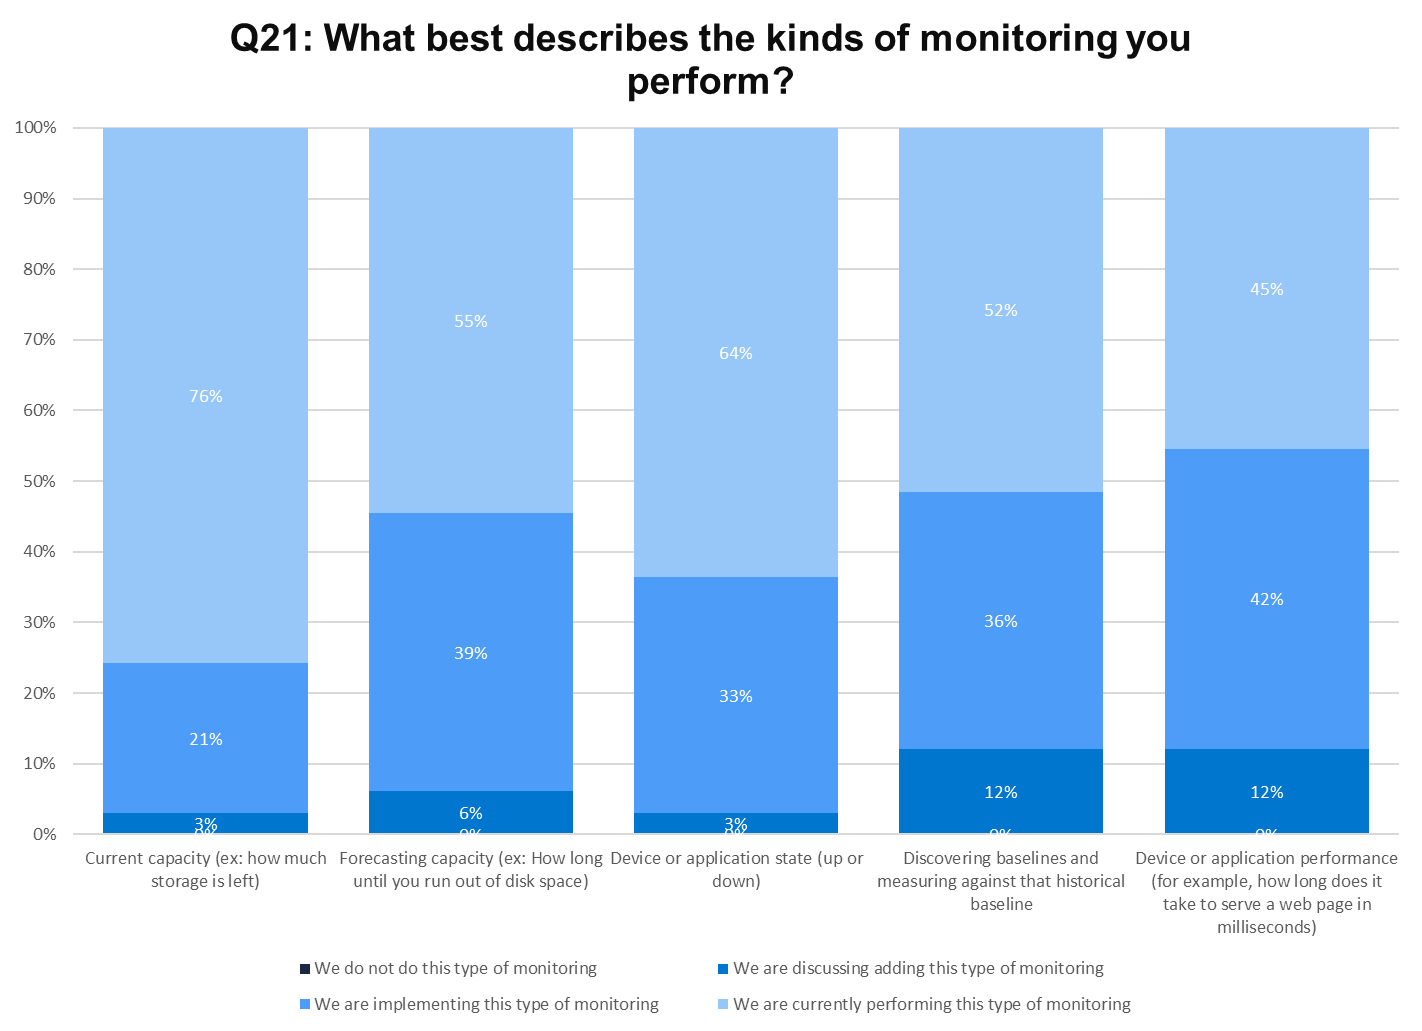 Q21: What best describes the kinds of monitoring you
perform?
100%
90%
80%
70%
60%
50%
40%
30%
20%
10%
0%
76%
21%
3%
0%
55%
39%
6%
0%
64%
33%
3%
0%
52%
36%
12%
0%
45%
42%
12%
0%
Current capacity (ex: how much
storage is left)
Forecasting capacity (ex: How long
until you run out of disk space)
Device or application state (up or
down)
Discovering baselines and
measuring against that historical
baseline
Device or application performance
(for example, how long does it
take to serve a web page in
milliseconds)
We do not do this type of monitoring
We are discussing adding this type of monitoring
We are implementing this type of monitoring
We are currently performing this type of monitoring